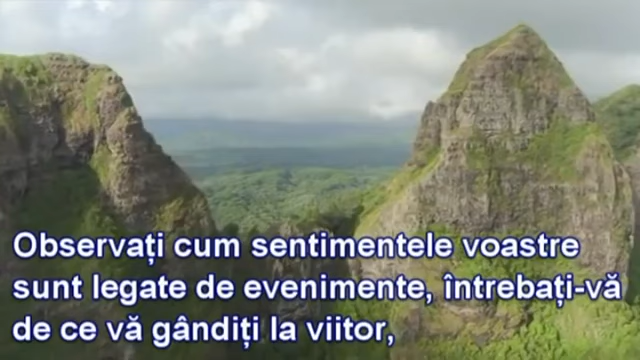 Observați cum sentimentele voastre
sunt legate de evenimente, întrebați-vă
de ce vă gândiți la viitor,